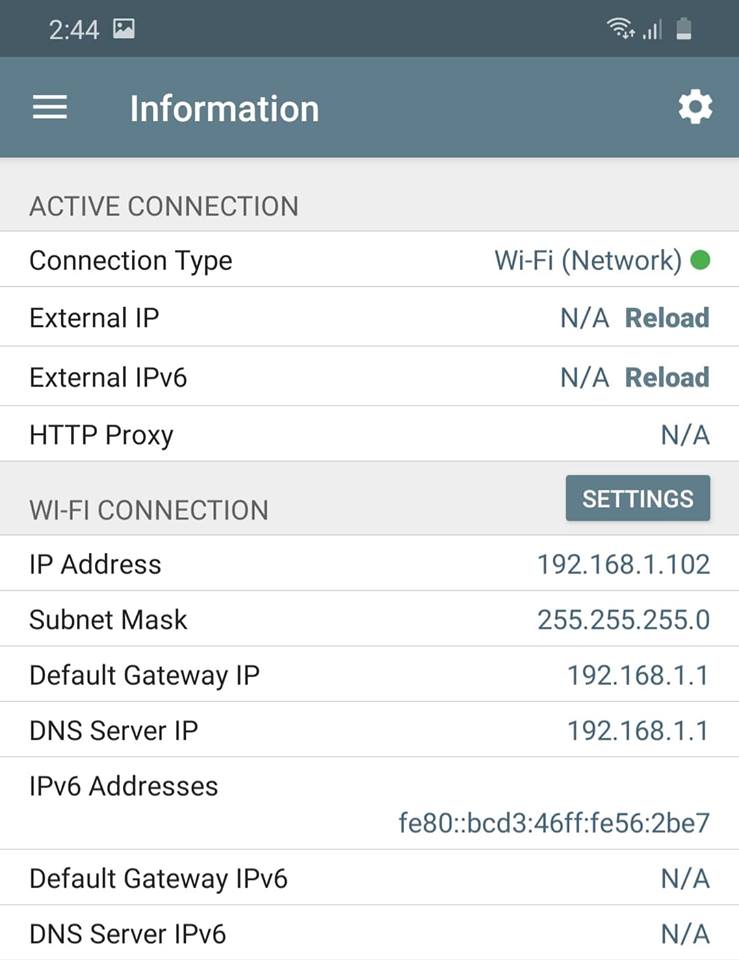 2:44
Information
ACTIVE CONNECTION
Connection Type Wi-Fi (Network)
External IP N/A Reload
External IPv6 N/A Reload
HTTP Proxy N/A
WI-FI CONNECTION SETTINGS
IP Address 192.168.1.102
Subnet Mask 255.255.255.0
Default Gateway IP 192.168.1.1
DNS Server IP 192.168.1.1
IPv6 Addresses
fe80::bcd3:46ff:fe56:2be7
Default Gateway IPv6 N/A
DNS Server IPv6 N/A